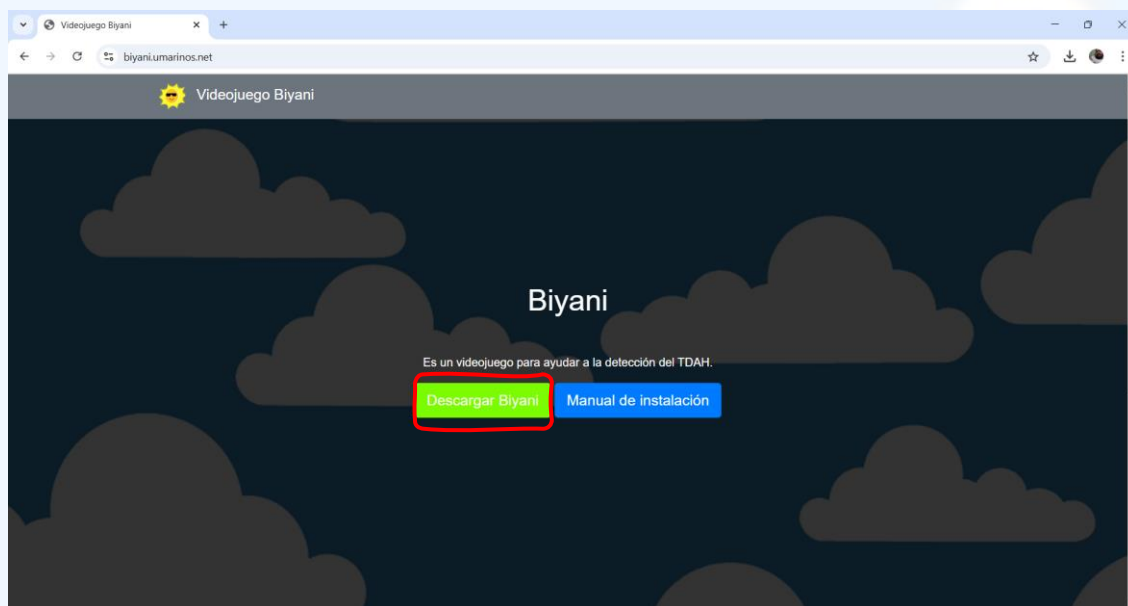 Videojuego Biyani
biyani.umarinos.net
Videojuego Biyani
Biyani
Es un videojuego para ayudar a la detección del TDAH.
Descargar Biyani Manual de instalación